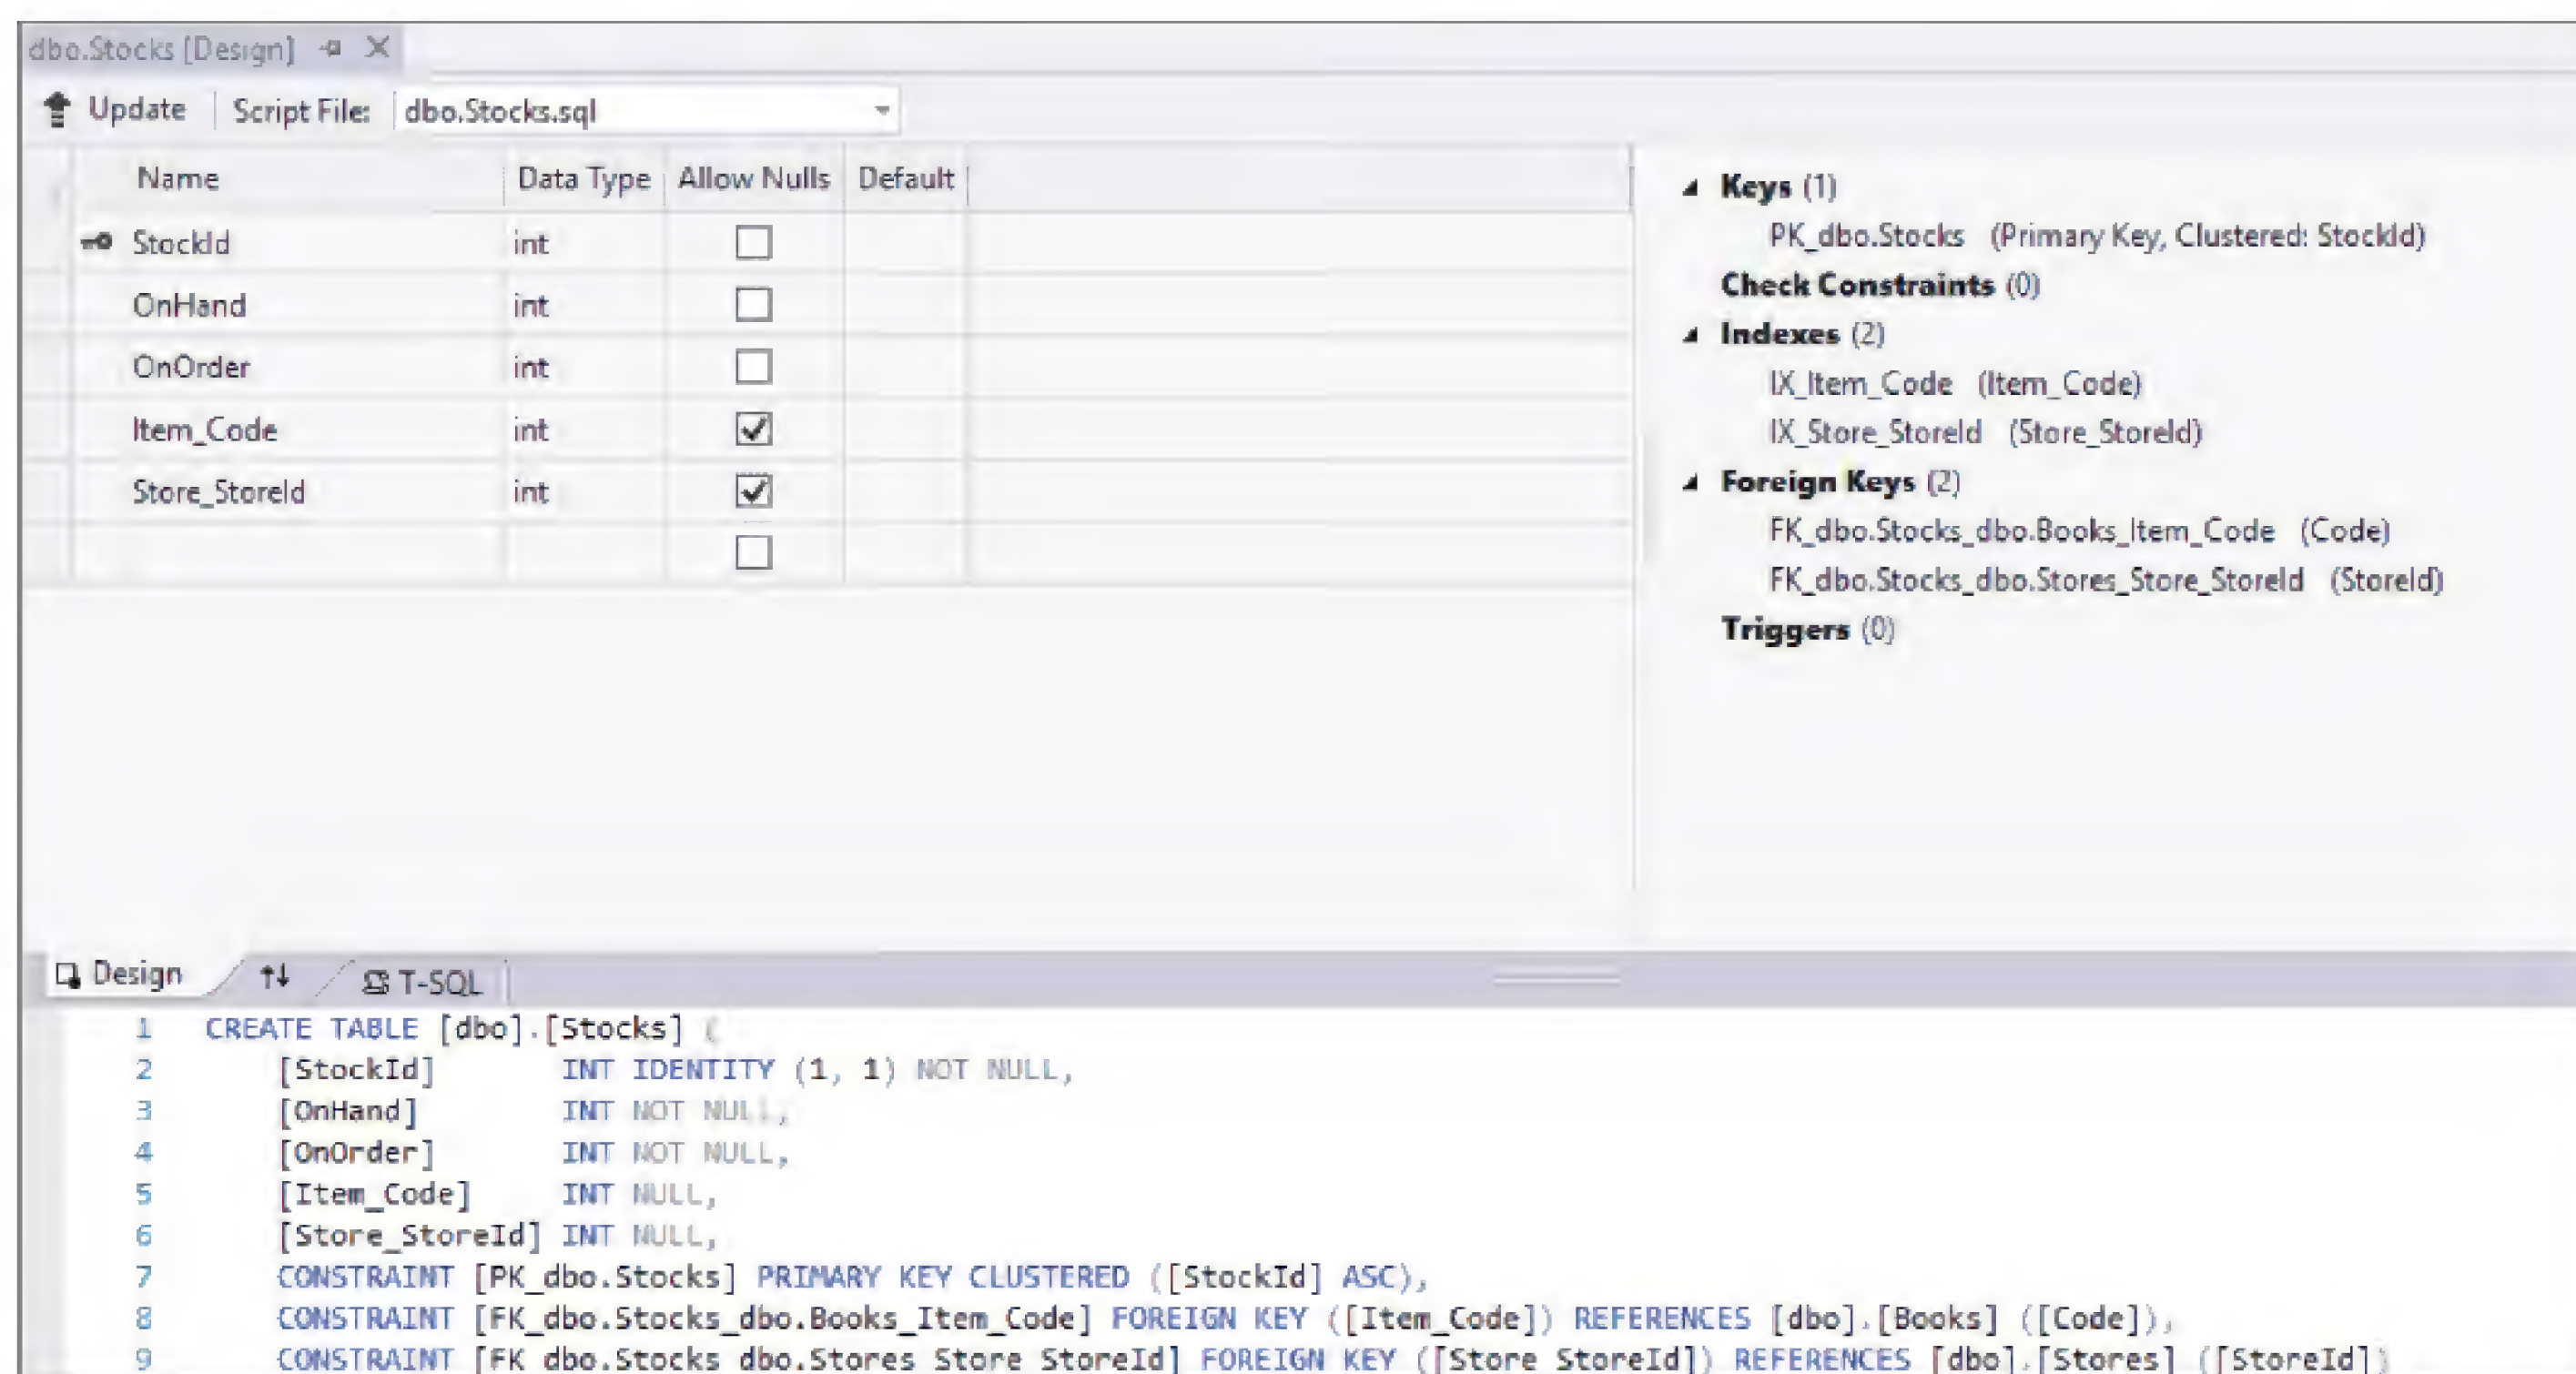 dbo.Stocks [Design]
Update Script File: dbo.Stocks.sql
Name Data Type Allow Nulls Default
StockId int
OnHand int
OnOrder int
Item_Code int
Store_StoreId int
Keys (1)
PK_dbo.Stocks (Primary Key, Clustered: StockId)
Check Constraints (0)
Indexes (2)
IX_Item_Code (Item_Code)
IX_Store_StoreId (Store_StoreId)
Foreign Keys (2)
FK_dbo.Stocks_dbo.Books_Item_Code (Code)
FK_dbo.Stocks_dbo.Stores_Store_StoreId (StoreId)
Triggers (0)
Design T-SQL
1 CREATE TABLE [dbo].[Stocks] (
2 [StockId] INT IDENTITY (1, 1) NOT NULL,
3 [OnHand] INT NOT NULL,
4 [OnOrder] INT NOT NULL,
5 [Item_Code] INT NULL,
6 [Store_StoreId] INT NULL,
7 CONSTRAINT [PK_dbo.Stocks] PRIMARY KEY CLUSTERED ([StockId] ASC),
8 CONSTRAINT [FK_dbo.Stocks_dbo.Books_Item_Code] FOREIGN KEY ([Item_Code]) REFERENCES [dbo].[Books] ([Code]),
9 CONSTRAINT [FK_dbo.Stocks_dbo.Stores_Store_StoreId] FOREIGN KEY ([Store_StoreId]) REFERENCES [dbo].[Stores] ([StoreId])